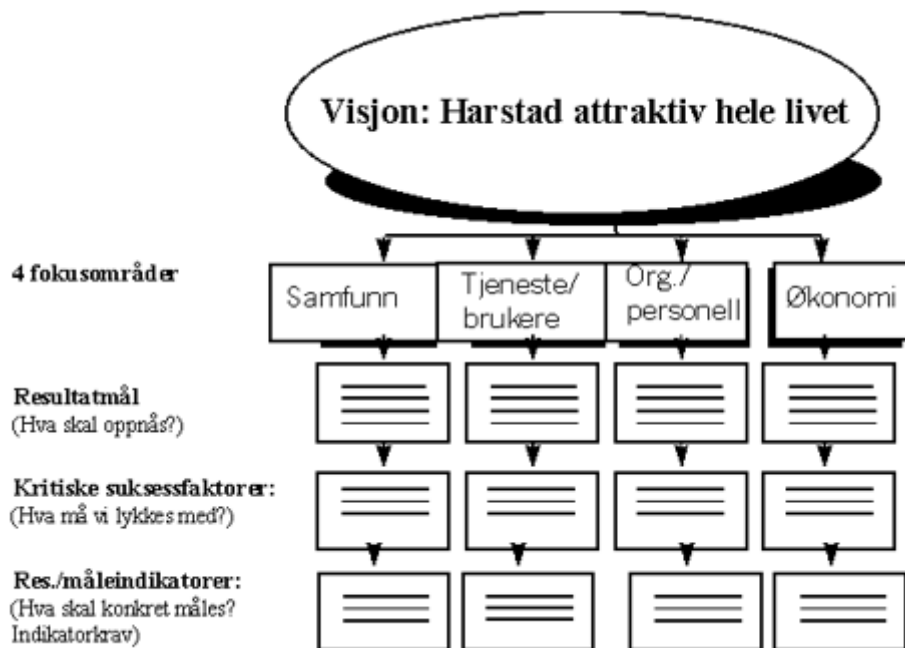 Visjon: Harstad attraktiv hele livet
4 fokusområder
Samfunn
Tjeneste/
brukere
Org./
personell
Økonomi
Resultatmål
(Hva skal oppnås?)
Kritiske suksessfaktorer:
(Hva må vi lykkes med?)
Res./måleindikatorer:
(Hva skal konkret måles?
Indikatorkrav)